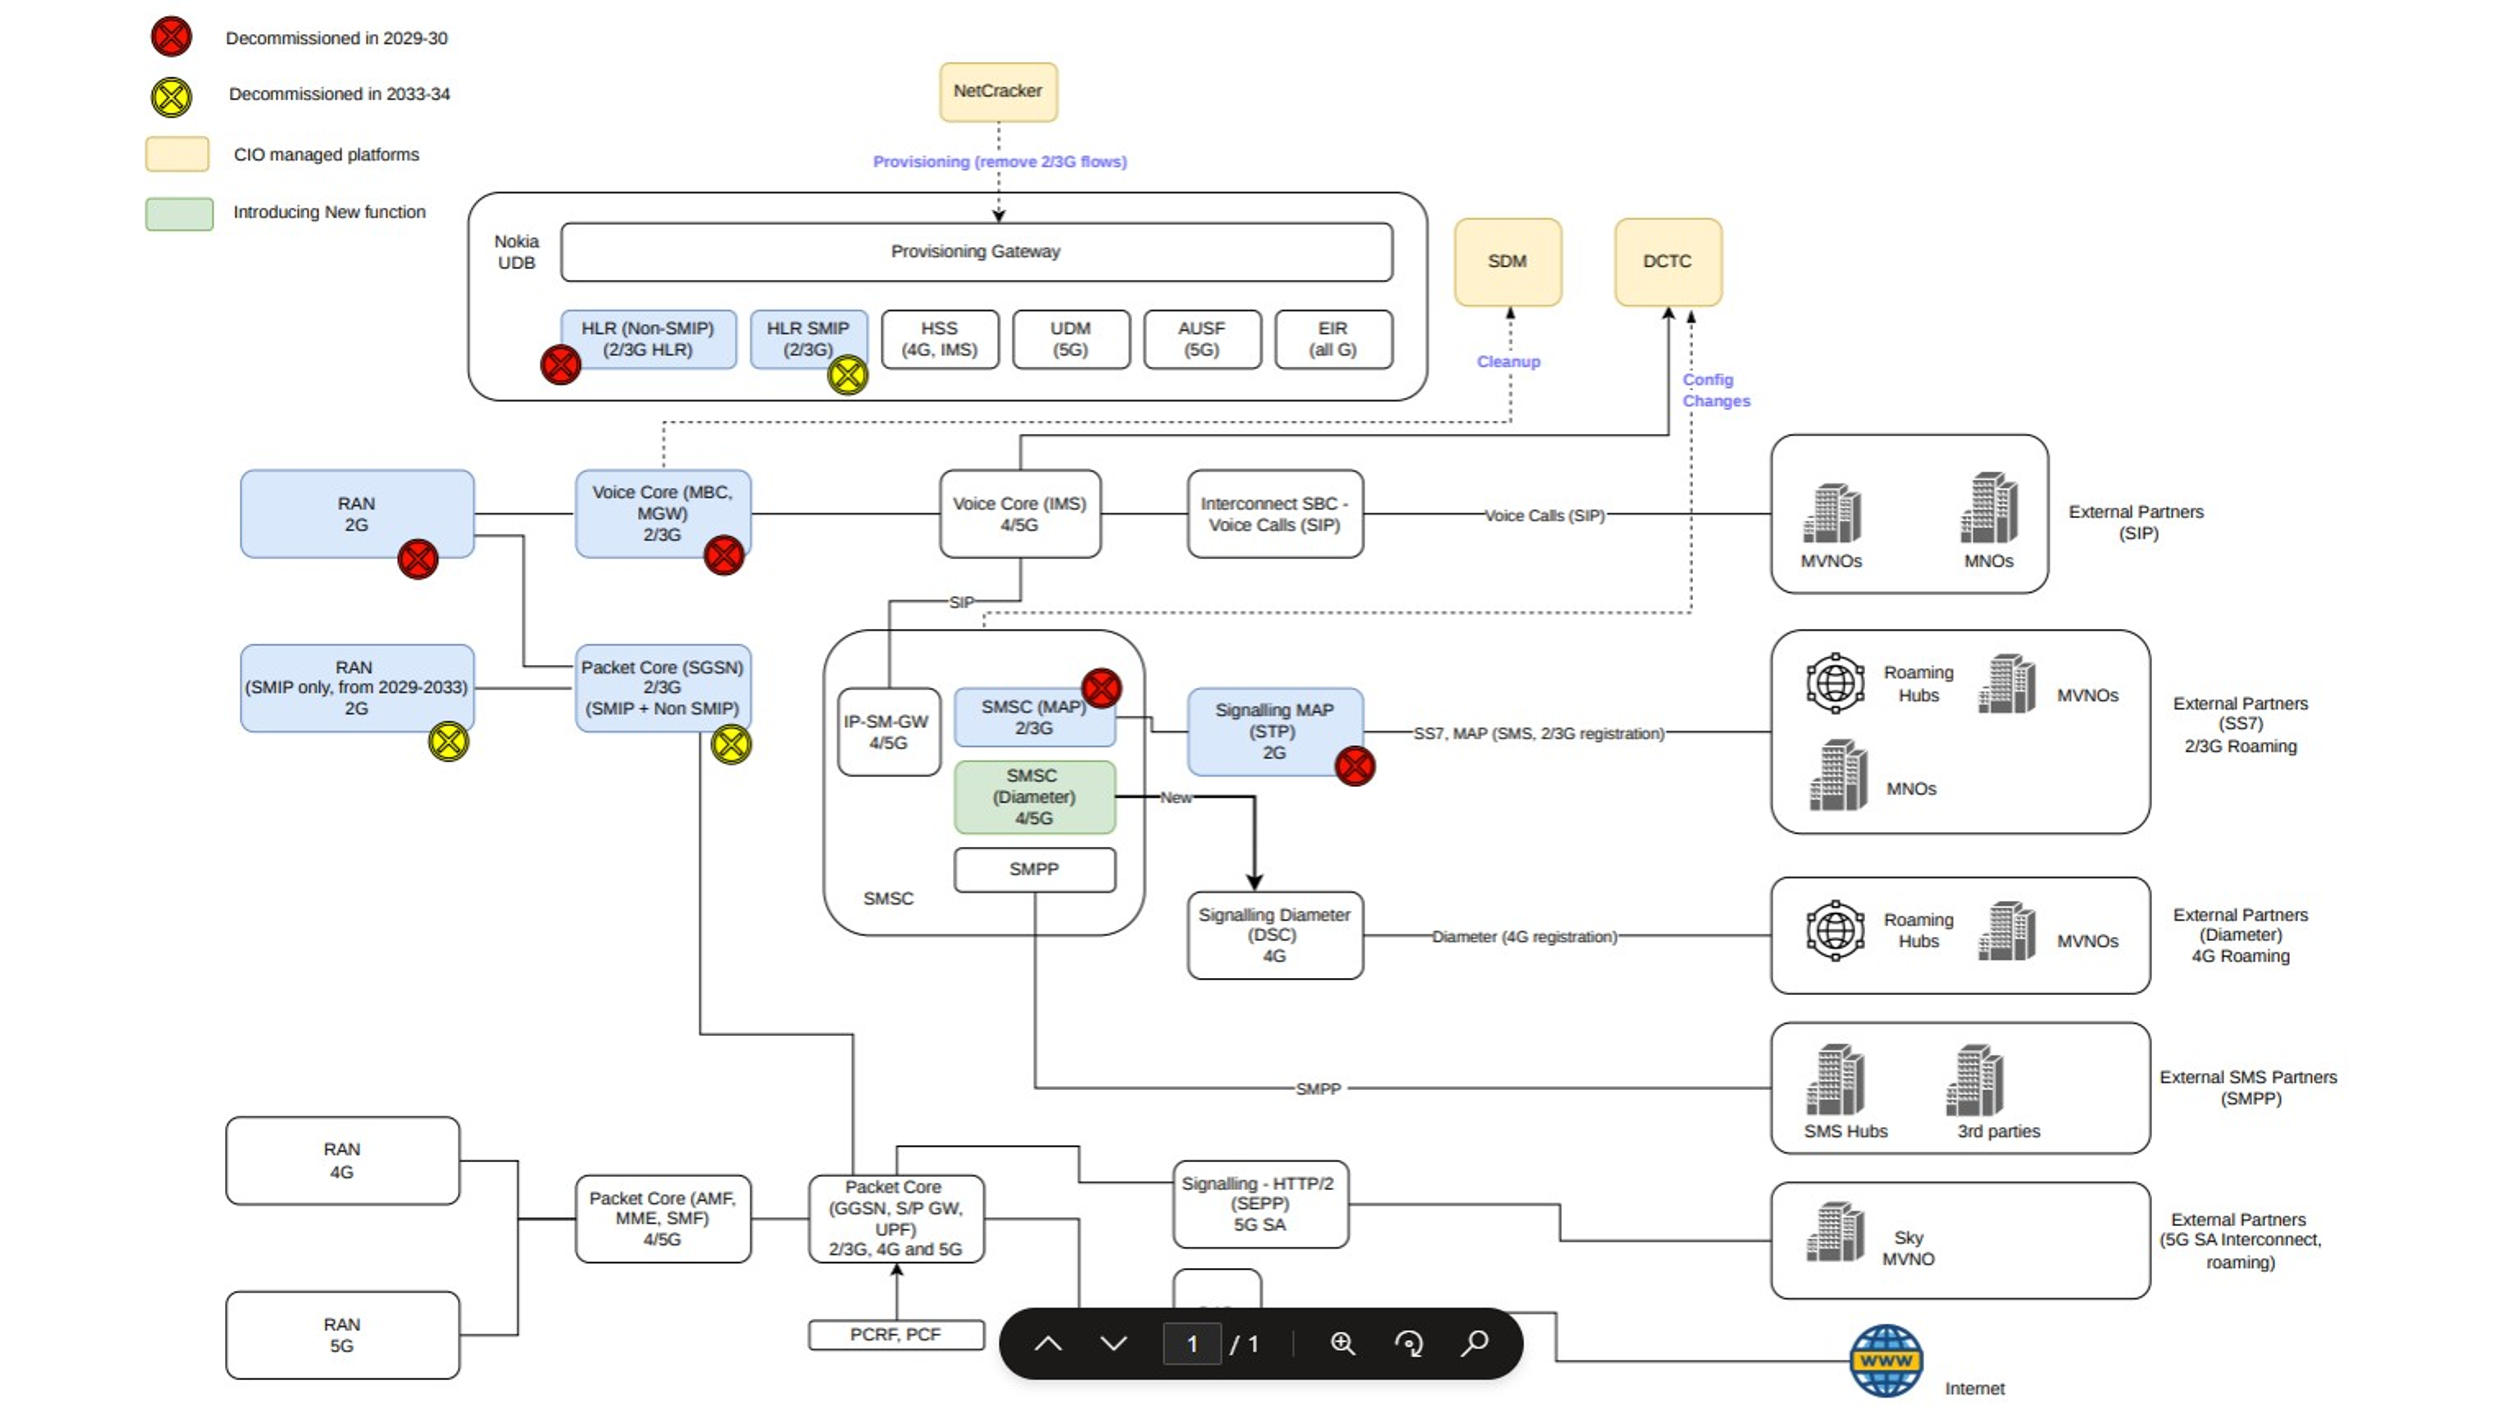 Decommissioned in 2029-30
Decommissioned in 2033-34
CIO managed platforms
Introducing New function
NetCracker
Provisioning (remove 2/3G flows)
Nokia
UDB
Provisioning Gateway
HLR (Non-SMIP)
(2/3G HLR)
HLR SMIP
(2/3G)
HSS
(4G, IMS)
UDM
(5G)
AUSF
(5G)
EIR
(all G)
SDM
DCTC
Cleanup
Config
Changes
RAN
2G
Voice Core (MBC,
MGW)
2/3G
Voice Core (IMS)
4/5G
Interconnect SBC -
Voice Calls (SIP)
Voice Calls (SIP)
MVNOs
MNOs
External Partners
(SIP)
SIP
RAN
(SMIP only, from 2029-2033)
2G
Packet Core (SGSN)
2/3G
(SMIP + Non SMIP)
IP-SM-GW
4/5G
SMSC (MAP)
2/3G
SMSC
(Diameter)
4/5G
SMPP
SMSC
Signalling MAP
(STP)
2G
SS7, MAP (SMS, 2/3G registration)
Roaming
Hubs
MVNOs
MNOs
External Partners
(SS7)
2/3G Roaming
New
Signalling Diameter
(DSC)
4G
Diameter (4G registration)
Roaming
Hubs
MVNOs
External Partners
(Diameter)
4G Roaming
SMPP
SMS Hubs
3rd parties
External SMS Partners
(SMPP)
RAN
4G
RAN
5G
Packet Core (AMF,
MME, SMF)
4/5G
Packet Core
(GGSN, S/P GW,
UPF)
2/3G, 4G and 5G
PCRF, PCF
Signalling - HTTP/2
(SEPP)
5G SA
Sky
MVNO
External Partners
(5G SA Interconnect,
roaming)
1 / 1
WWW
Internet